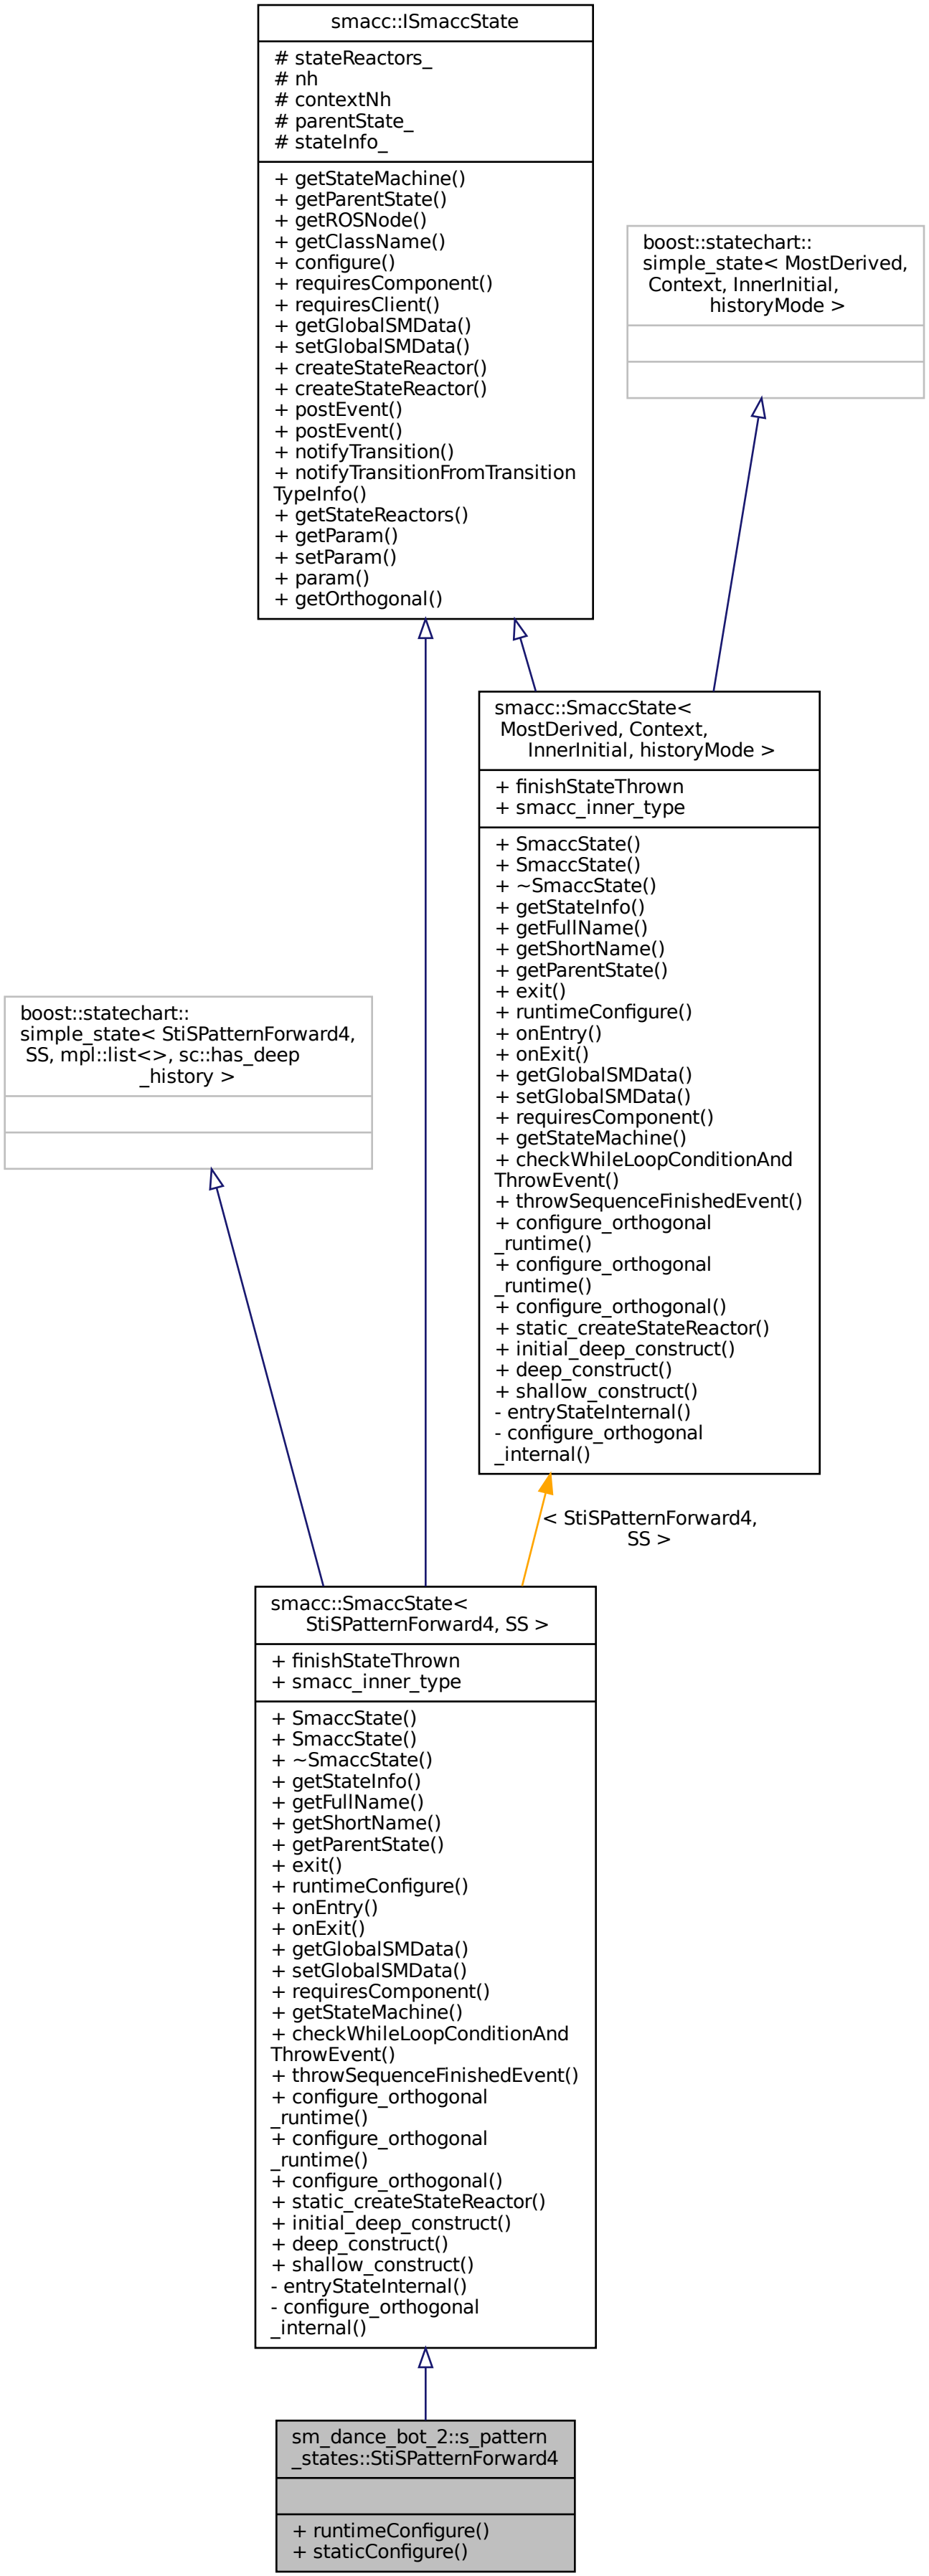 smacc::ISmaccState
# stateReactors_
# nh
# contextNh
# parentState_
# stateInfo_
+ getStateMachine()
+ getParentState()
+ getROSNode()
+ getClassName()
+ configure()
+ requiresComponent()
+ requiresClient()
+ getGlobalSMData()
+ setGlobalSMData()
+ createStateReactor()
+ createStateReactor()
+ postEvent()
+ postEvent()
+ notifyTransition()
+ notifyTransitionFromTransition
TypeInfo()
+ getStateReactors()
+ getParam()
+ setParam()
+ param()
+ getOrthogonal()
boost::statechart::
simple_state< MostDerived,
Context, InnerInitial,
historyMode >
smacc::SmaccState<
MostDerived, Context,
InnerInitial, historyMode >
+ finishStateThrown
+ smacc_inner_type
+ SmaccState()
+ SmaccState()
+ ~SmaccState()
+ getStateInfo()
+ getFullName()
+ getShortName()
+ getParentState()
+ exit()
+ runtimeConfigure()
+ onEntry()
+ onExit()
+ getGlobalSMData()
+ setGlobalSMData()
+ requiresComponent()
+ getStateMachine()
+ checkWhileLoopConditionAnd
ThrowEvent()
+ throwSequenceFinishedEvent()
+ configure_orthogonal
_runtime()
+ configure_orthogonal
_runtime()
+ configure_orthogonal()
+ static_createStateReactor()
+ initial_deep_construct()
+ deep_construct()
+ shallow_construct()
- entryStateInternal()
- configure_orthogonal
_internal()
boost::statechart::
simple_state< StiSPatternForward4,
SS, mpl::list<>, sc::has_deep
_history >
< StiSPatternForward4,
SS >
smacc::SmaccState<
StiSPatternForward4, SS >
+ finishStateThrown
+ smacc_inner_type
+ SmaccState()
+ SmaccState()
+ ~SmaccState()
+ getStateInfo()
+ getFullName()
+ getShortName()
+ getParentState()
+ exit()
+ runtimeConfigure()
+ onEntry()
+ onExit()
+ getGlobalSMData()
+ setGlobalSMData()
+ requiresComponent()
+ getStateMachine()
+ checkWhileLoopConditionAnd
ThrowEvent()
+ throwSequenceFinishedEvent()
+ configure_orthogonal
_runtime()
+ configure_orthogonal
_runtime()
+ configure_orthogonal()
+ static_createStateReactor()
+ initial_deep_construct()
+ deep_construct()
+ shallow_construct()
- entryStateInternal()
- configure_orthogonal
_internal()
sm_dance_bot_2::s_pattern
_states::StiSPatternForward4
+ runtimeConfigure()
+ staticConfigure()